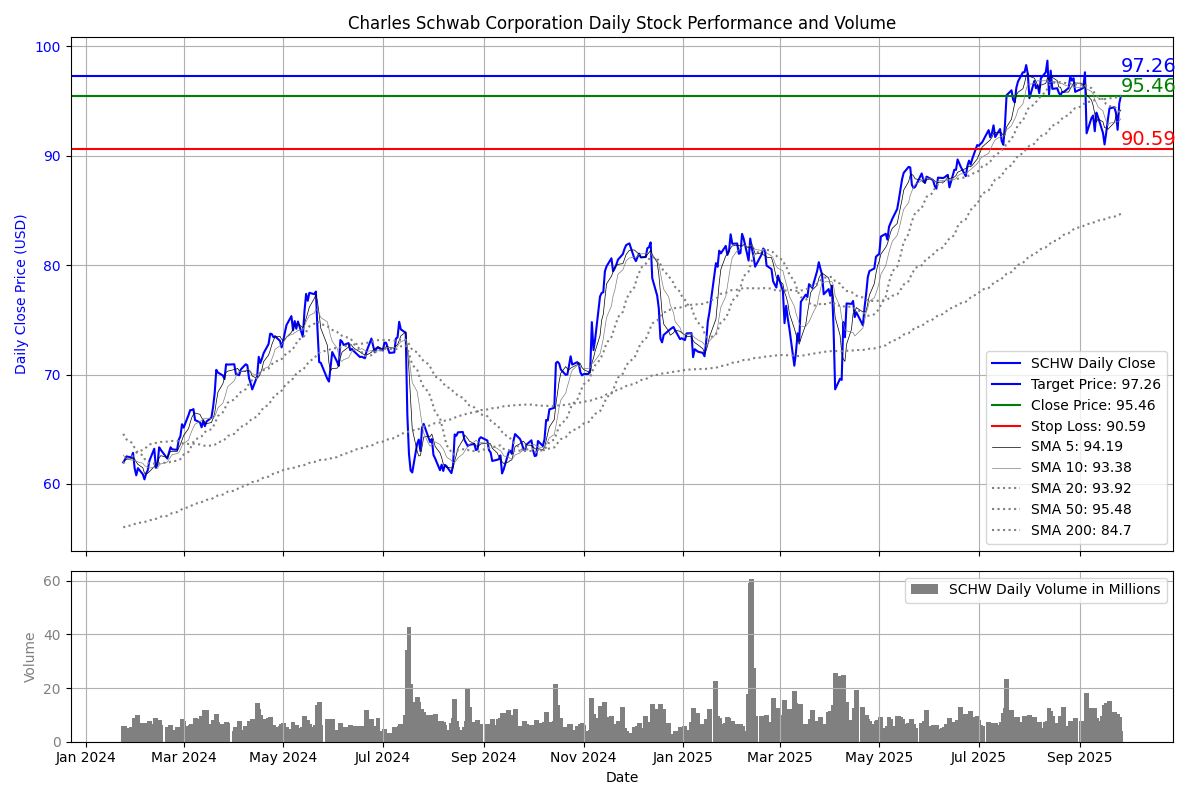 Charles Schwab Corporation Daily Stock Performance and Volume
Daily Close Price (USD)
100
90
80
70
60
97.26
95.46
90.59
SCHW Daily Close
Target Price: 97.26
Close Price: 95.46
Stop Loss: 90.59
SMA 5: 94.19
SMA 10: 93.38
SMA 20: 93.92
SMA 50: 95.48
SMA 200: 84.7
Volume
60
40
20
0
SCHW Daily Volume in Millions
Jan 2024 Mar 2024 May 2024 Jul 2024 Sep 2024 Nov 2024 Jan 2025 Mar 2025 May 2025 Jul 2025 Sep 2025
Date